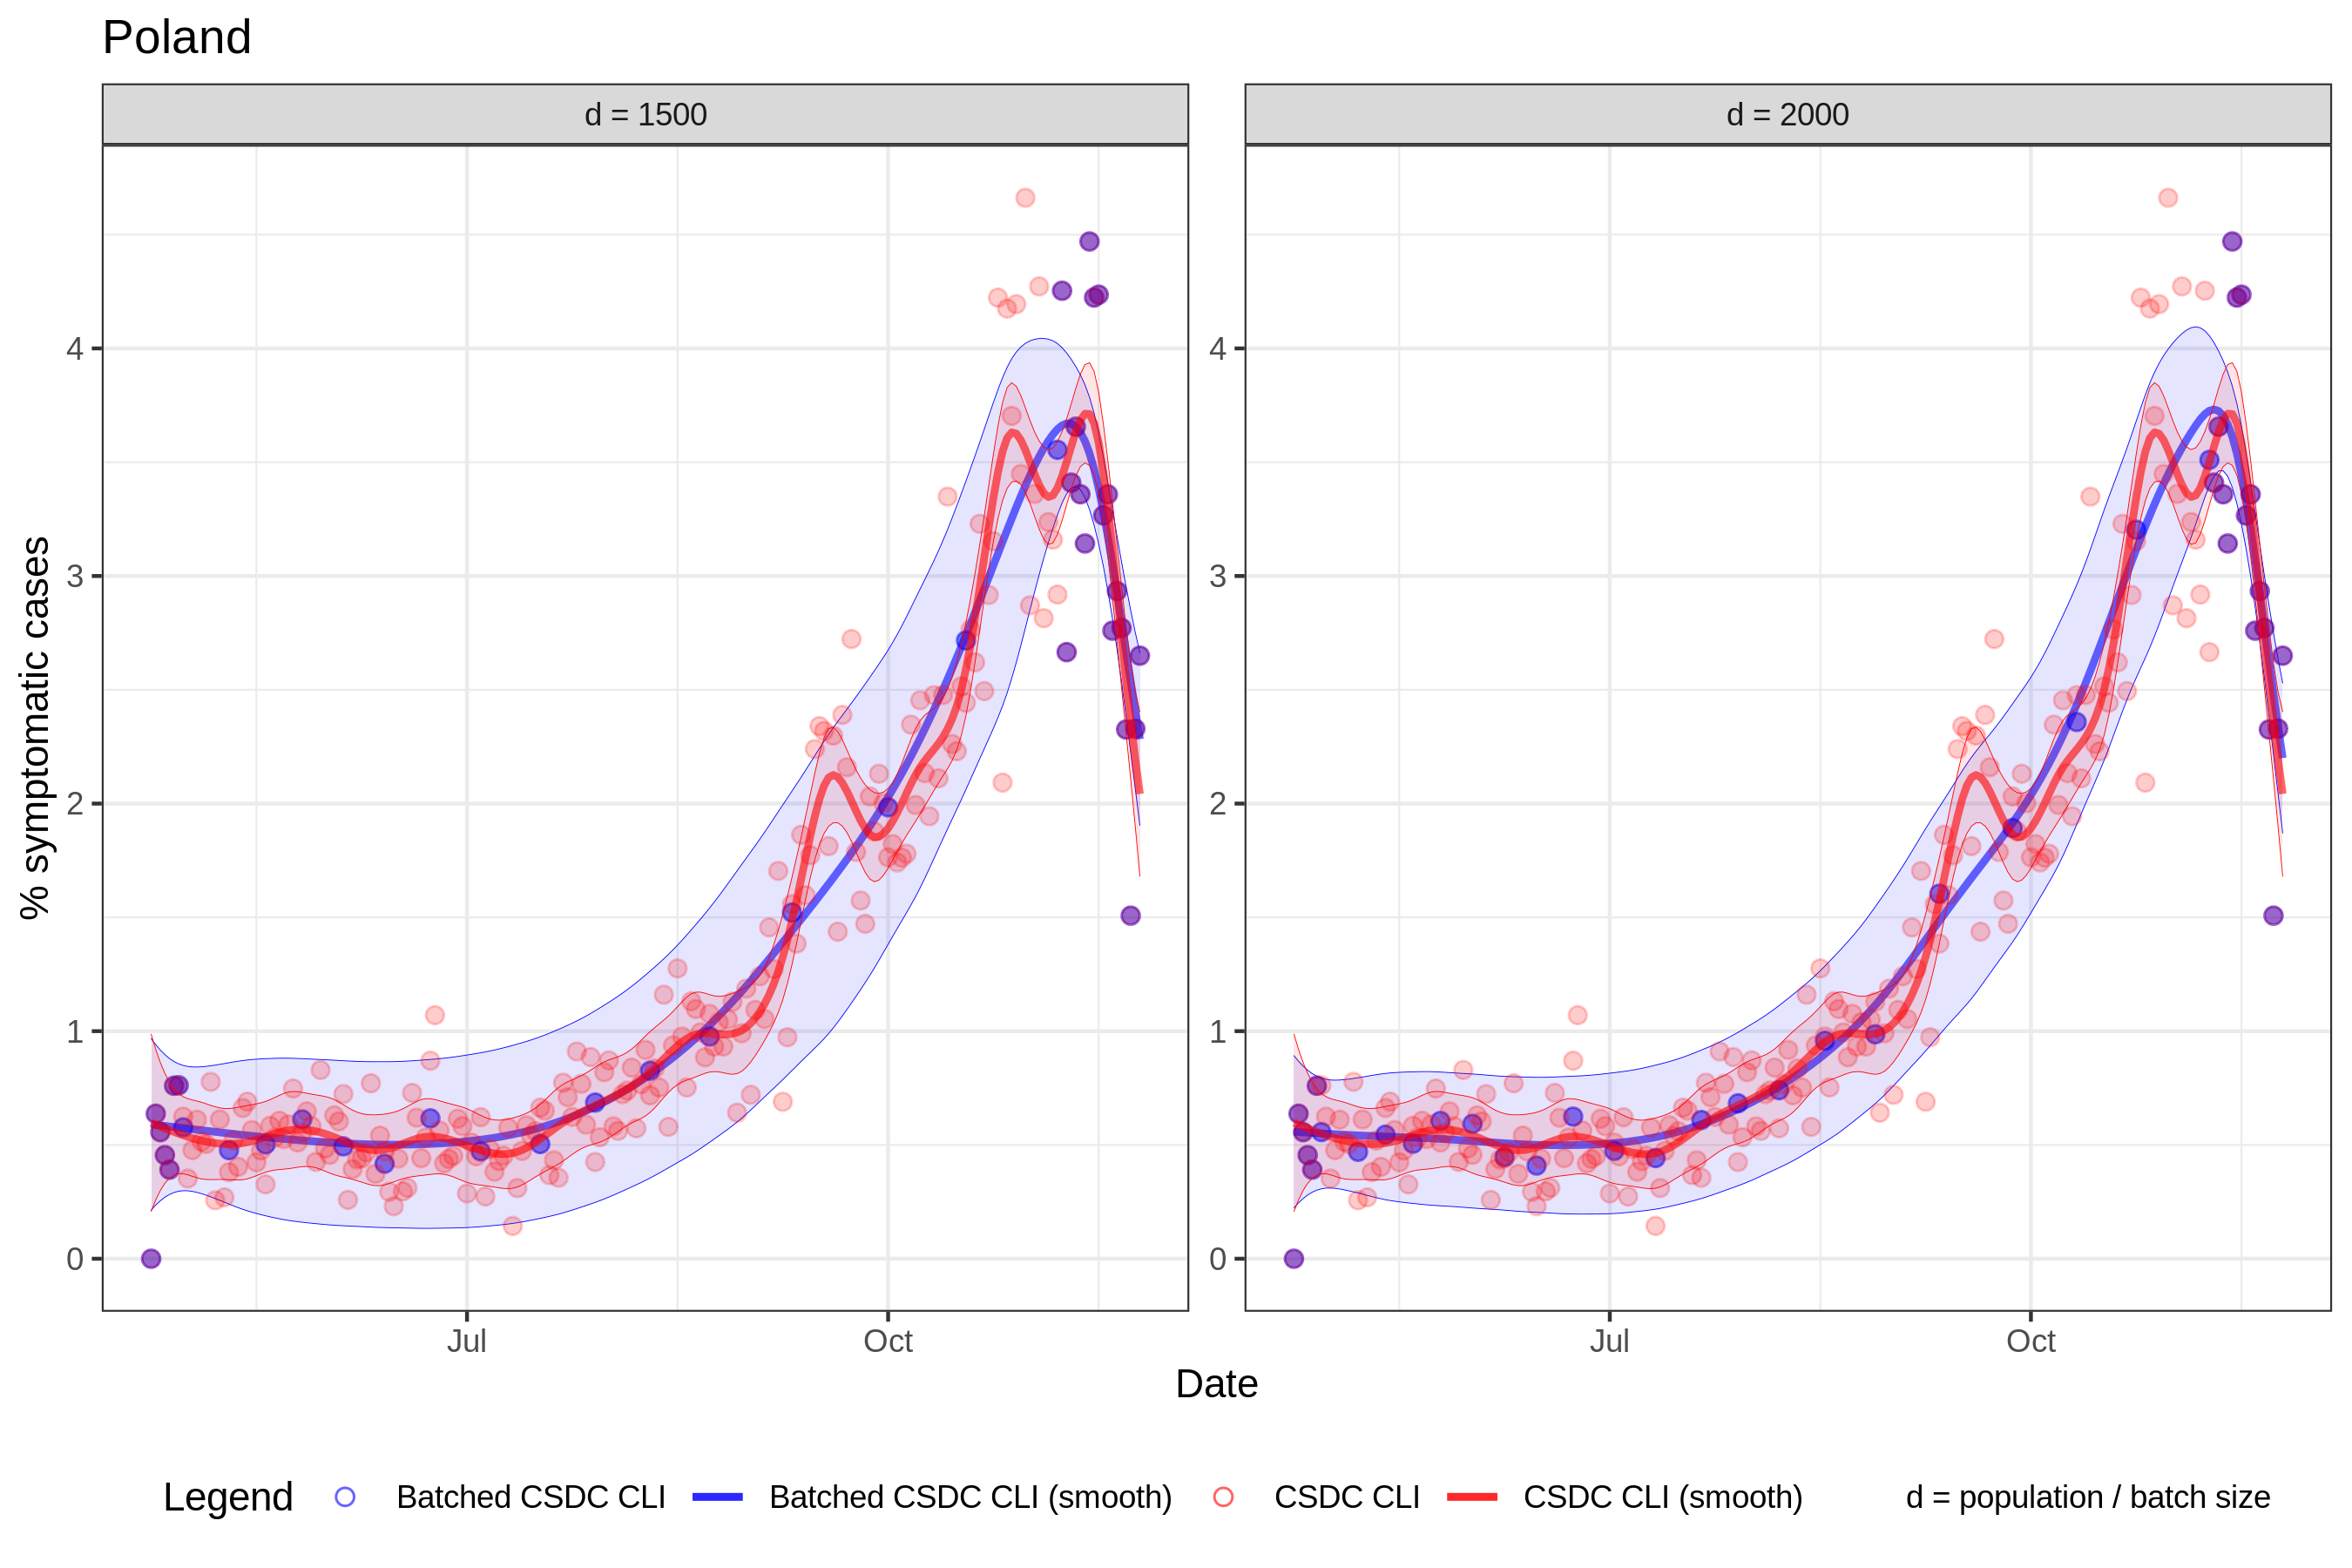 Poland
d = 1500
d = 2000
% symptomatic cases
4
3
2
1
0
4
3
2
1
0
Jul
Oct
Jul
Oct
Date
Legend
Batched CSDC CLI
Batched CSDC CLI (smooth)
CSDC CLI
CSDC CLI (smooth)
d = population / batch size